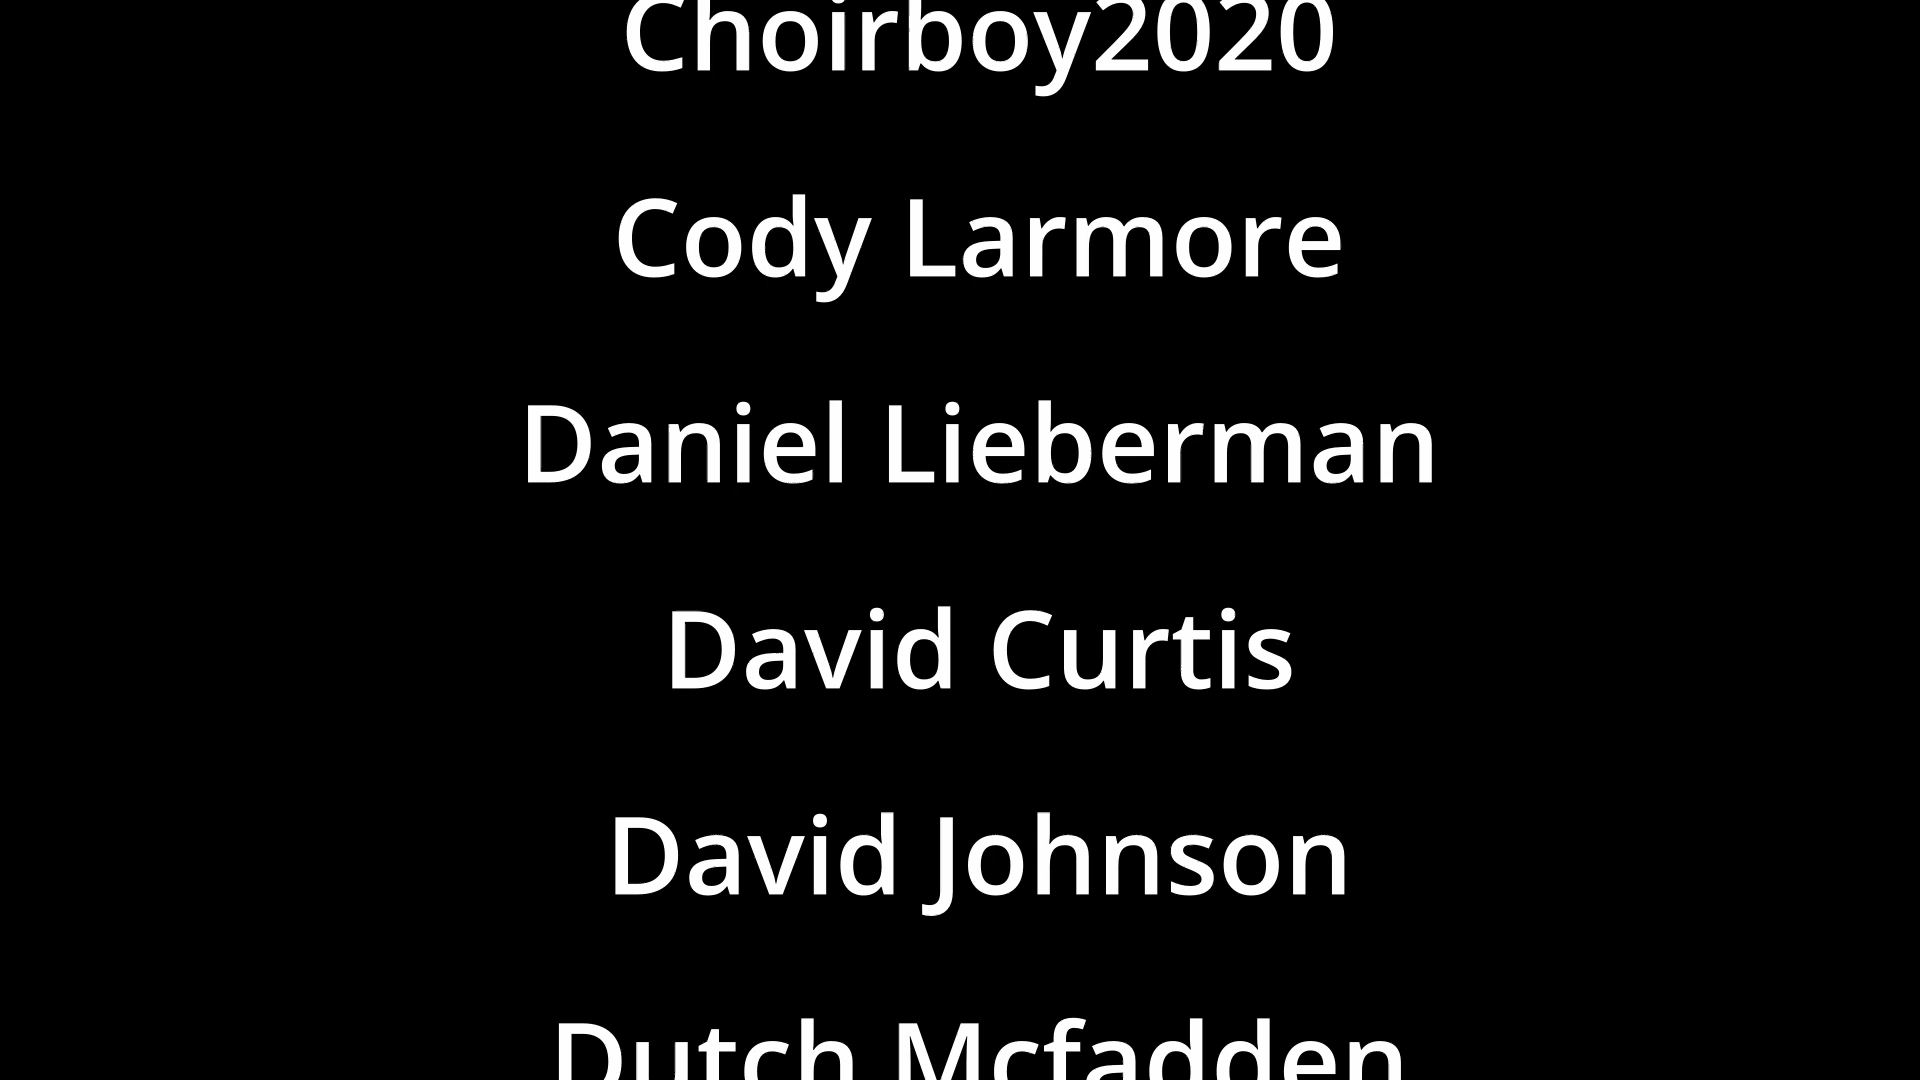 Choirboy2020
Cody Larmore
Daniel Lieberman
David Curtis
David Johnson
Dutch Mcfadden